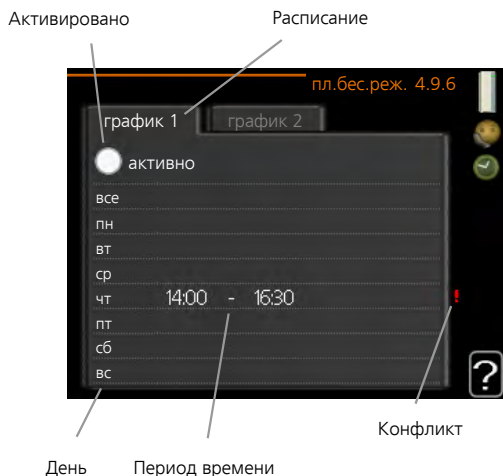 Активировано Расписание
пл.бес.реж. 4.9.6
график 1 график 2
активно
все
пн
вт
ср
чт 14:00 - 16:30 !
пт
сб
вс
?
Конфликт
День Период времени